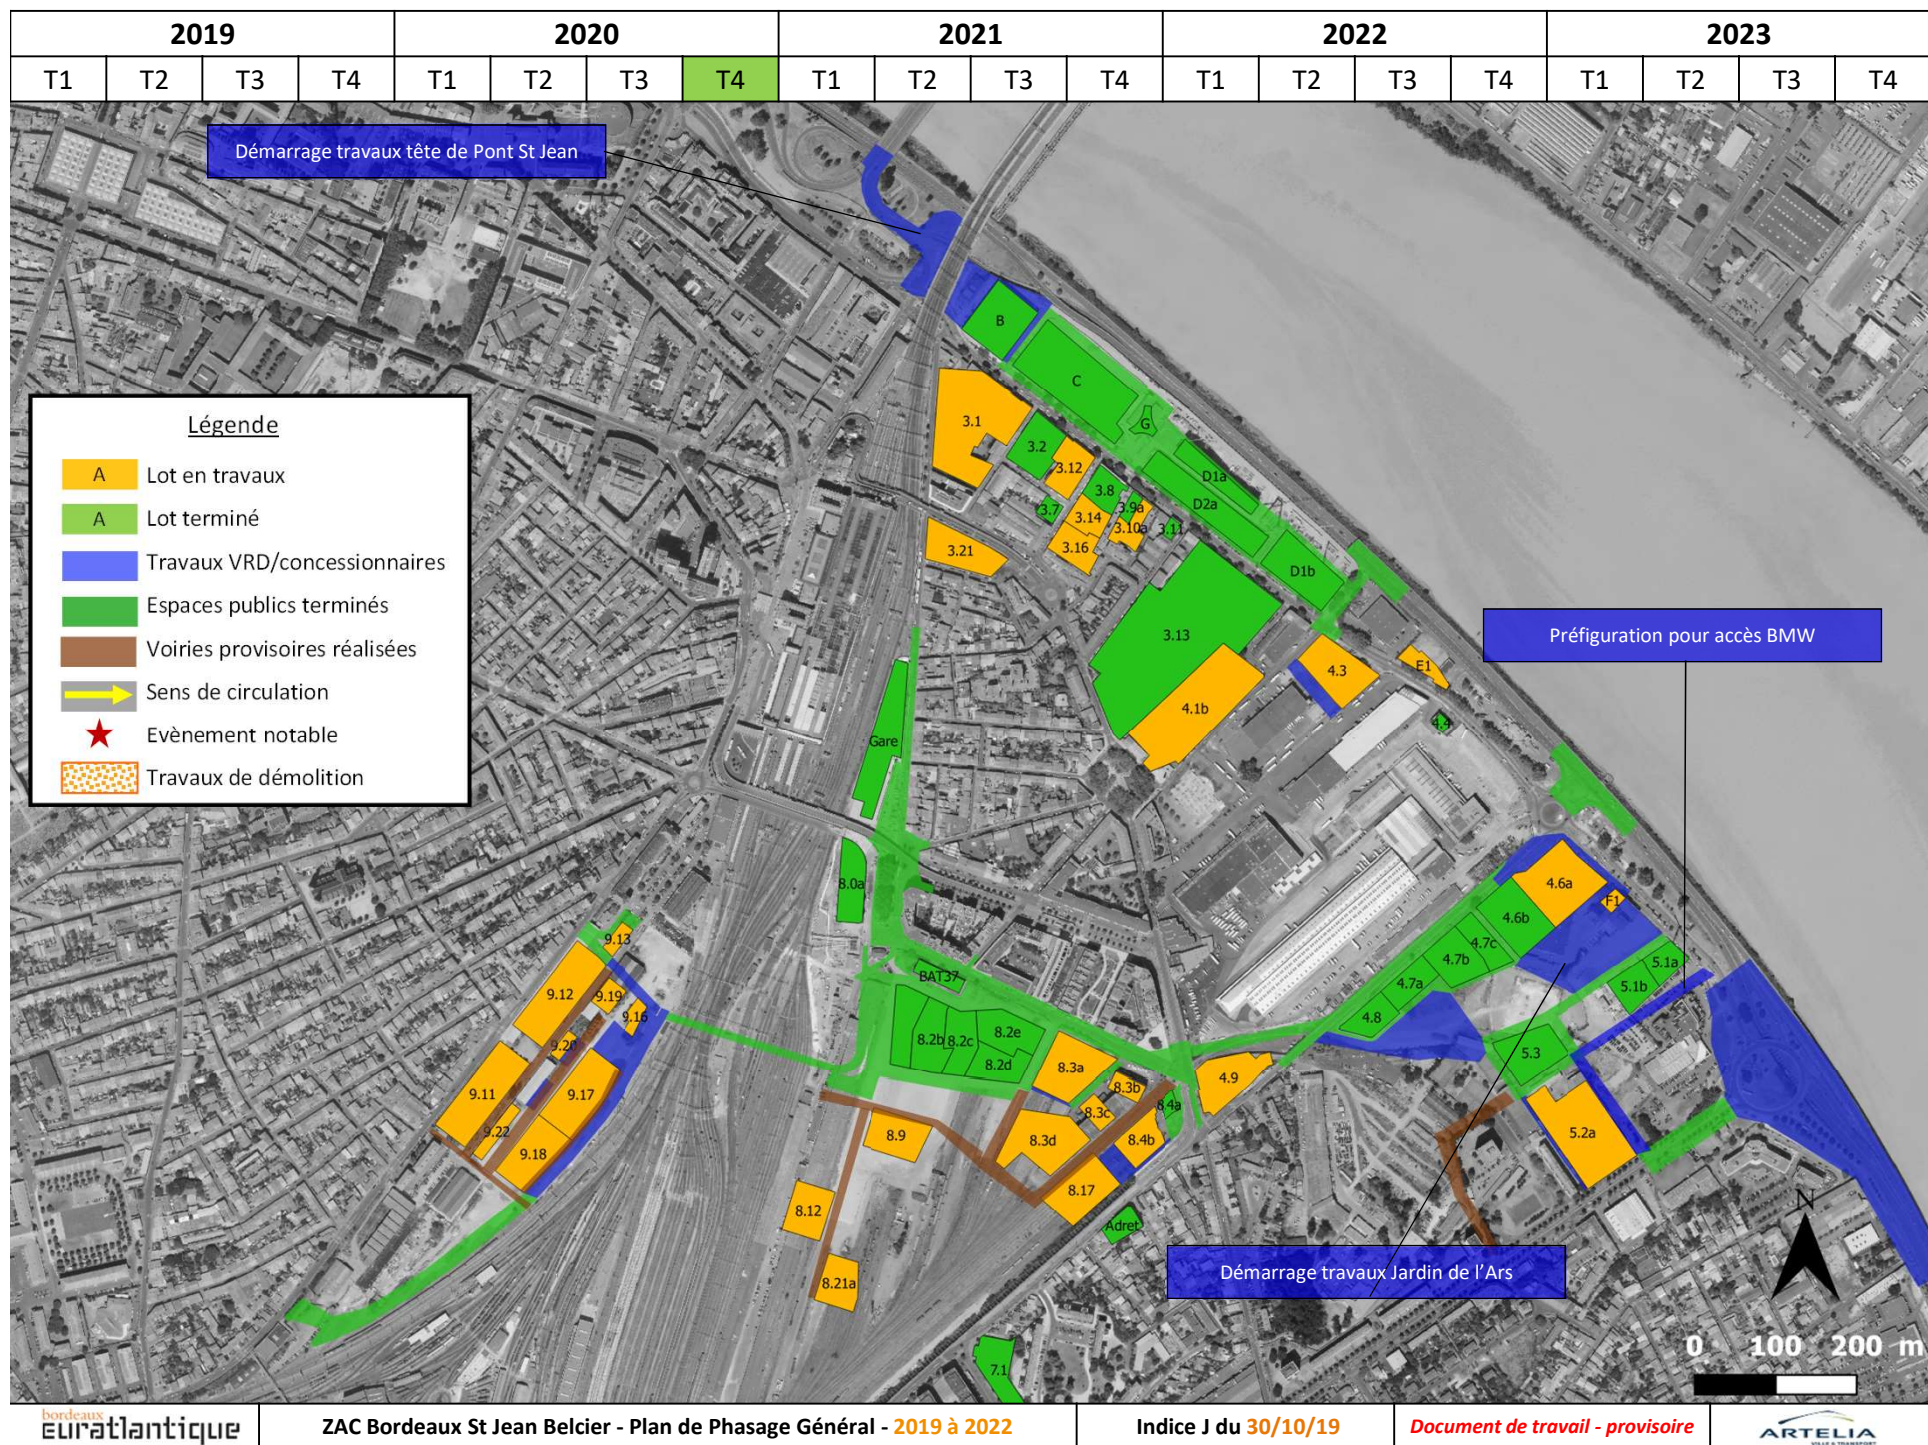 2019 2020 2021 2022 2023
T1 T2 T3 T4 T1 T2 T3 T4 T1 T2 T3 T4 T1 T2 T3 T4 T1 T2 T3 T4
Démarrage travaux tête de Pont St Jean
B
C
G
3.1
3.2
3.12
3.8
3.7
3.9a
3.14
3.10a
3.11
3.16
3.21
D1a
D2a
D1b
3.13
4.1b
4.3
E1
4.4
Préfiguration pour accès BMW
Légende
A Lot en travaux
A Lot terminé
Travaux VRD/concessionnaires
Espaces publics terminés
Voiries provisoires réalisées
Sens de circulation
Evènement notable
Travaux de démolition
Gare
8.0a
4.6a
F1
4.6b
4.7c
4.7b
4.7a
4.8
5.1a
5.1b
5.3
5.2a
9.13
9.12
9.19
9.16
9.20
9.11
9.17
9.22
9.18
BAT37
8.2b
8.2c
8.2e
8.2d
8.3a
8.3b
8.3c
8.4a
8.3d
8.4b
4.9
8.9
8.17
8.12
8.21a
Adret
7.1
Démarrage travaux Jardin de l'Ars
N
0 100 200 m
bordeaux
euratlantique
ZAC Bordeaux St Jean Belcier - Plan de Phasage Général - 2019 à 2022
Indice J du 30/10/19
Document de travail - provisoire
ARTELIA
VILLE & TRANSPORT